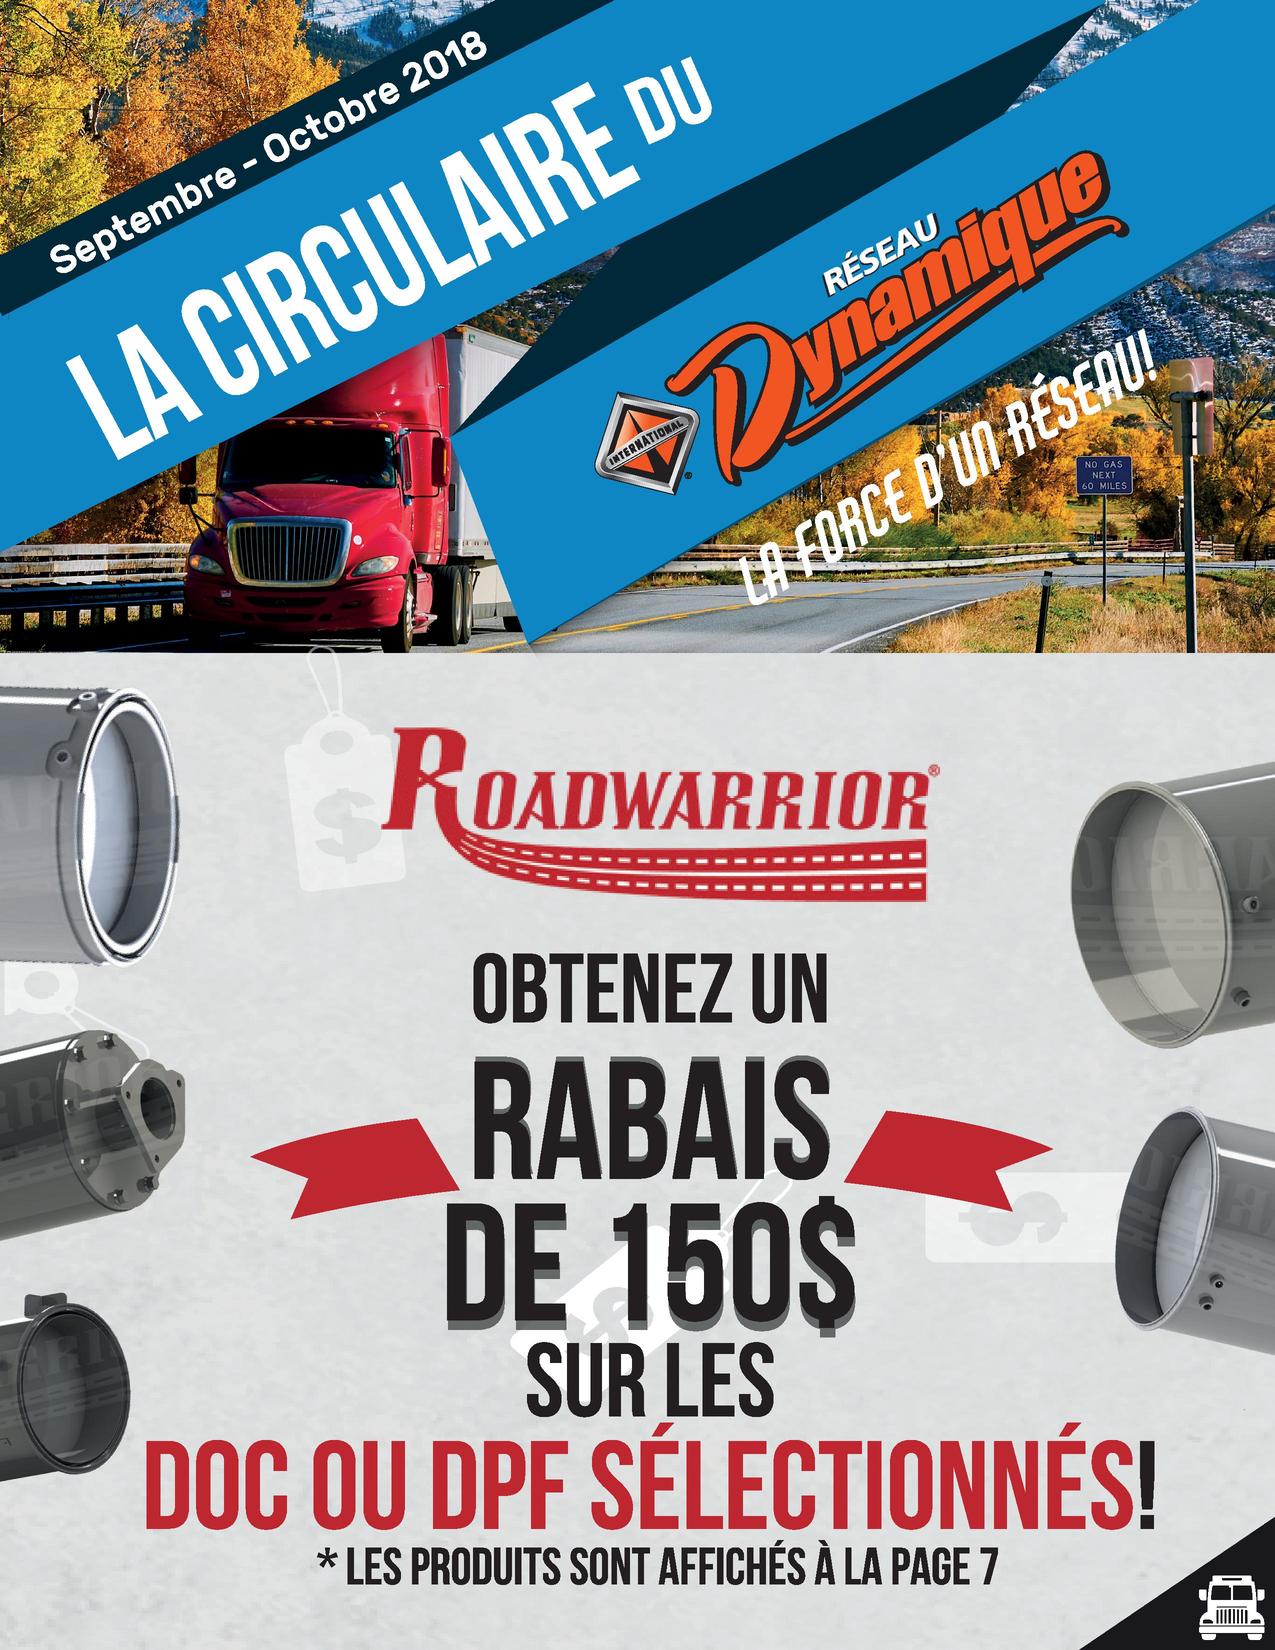 Septembre - Octobre 2018
LA CIRCULAIRE DU
RÉSEAU
Dynamique
INTERNATIONAL
®
LA FORCE D'UN RÉSEAU!
NO GAS
NEXT
60 MILES
ROADWARRIOR®
OBTENEZ UN
RABAIS
DE 150$
SUR LES
DOC OU DPF SÉLECTIONNÉS!
* LES PRODUITS SONT AFFICHÉS À LA PAGE 7